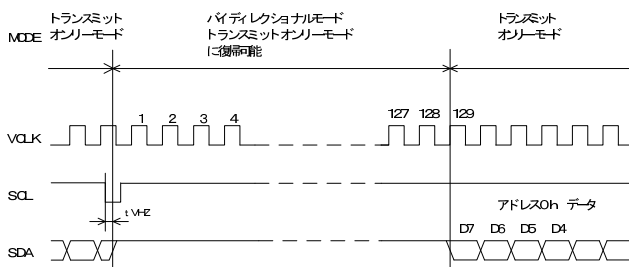 トランスミット
オンリーモード
バイディレクショナルモード
トランスミットオンリーモード
に復帰可能
トランスミット
オンリーモード
MODE
1 2 3 4 127 128 129
VCLK
SCL
tVHZ
アドレス0h データ
D7 D6 D5 D4
SDA